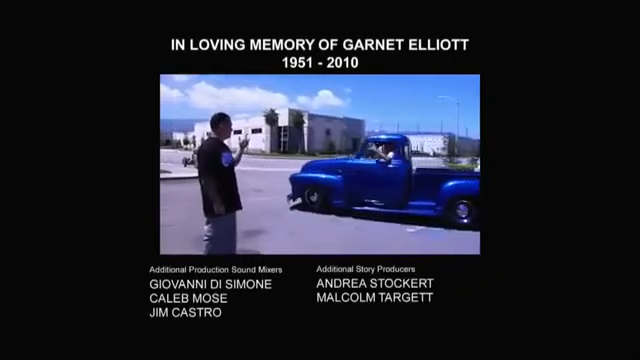 IN LOVING MEMORY OF GARNET ELLIOTT
1951 - 2010
Additional Production Sound Mixers
GIOVANNI DI SIMONE
CALEB MOSE
JIM CASTRO
Additional Story Producers
ANDREA STOCKERT
MALCOLM TARGETT